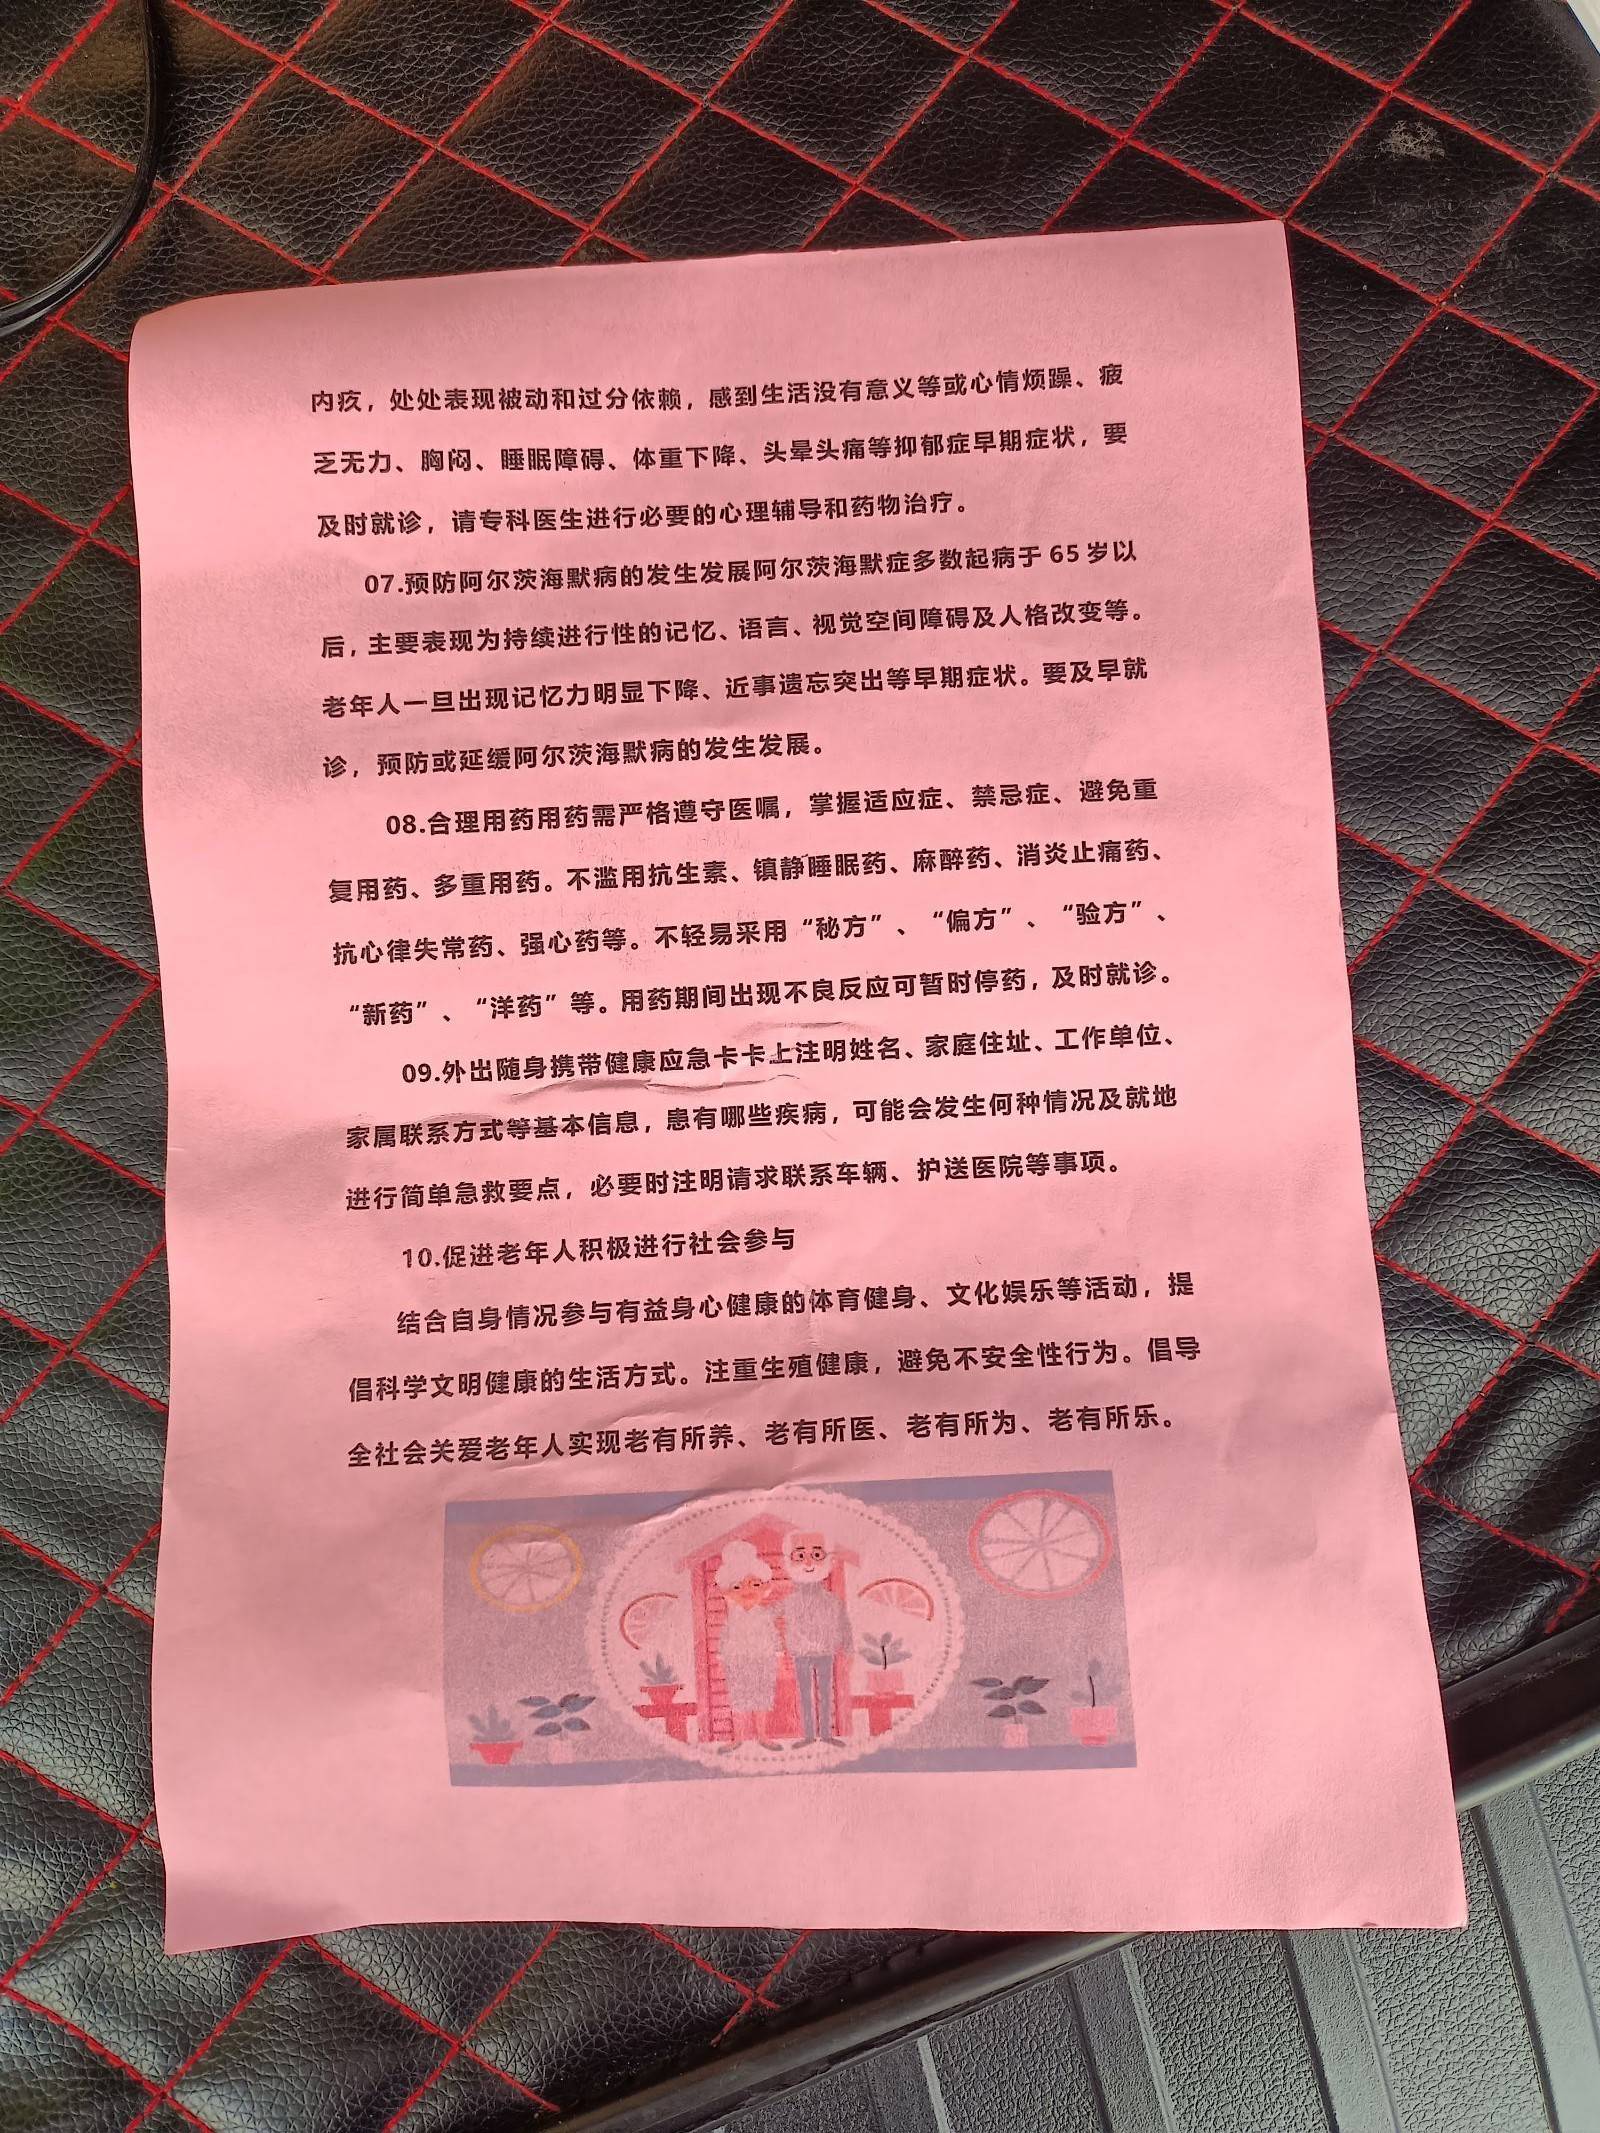 内疚，处处表现被动和过分依赖，感到生活没有意义等或心情烦躁、疲
乏无力、胸闷、睡眠障碍、体重下降、头晕头痛等抑郁症早期症状，要
及时就诊，请专科医生进行必要的心理辅导和药物治疗。
07.预防阿尔茨海默病的发生发展阿尔茨海默症多数起病于 65 岁以
后，主要表现为持续进行性的记忆、语言、视觉空间障碍及人格改变等。
老年人一旦出现记忆力明显下降、近事遗忘突出等早期症状。要及早就
诊，预防或延缓阿尔茨海默病的发生发展。
08.合理用药用药需严格遵守医嘱，掌握适应症、禁忌症、避免重
复用药、多重用药。不滥用抗生素、镇静睡眠药、麻醉药、消炎止痛药、
抗心律失常药、强心药等。不轻易采用“秘方”、“偏方”、“验方”、
“新药”、“洋药”等。用药期间出现不良反应可暂时停药，及时就诊。
09.外出随身携带健康应急卡卡上注明姓名、家庭住址、工作单位、
家属联系方式等基本信息，患有哪些疾病，可能会发生何种情况及就地
进行简单急救要点，必要时注明请求联系车辆、护送医院等事项。
10.促进老年人积极进行社会参与
结合自身情况参与有益身心健康的体育健身、文化娱乐等活动，提
倡科学文明健康的生活方式。注重生殖健康，避免不安全性行为。倡导
全社会关爱老年人实现老有所养、老有所医、老有所为、老有所乐。